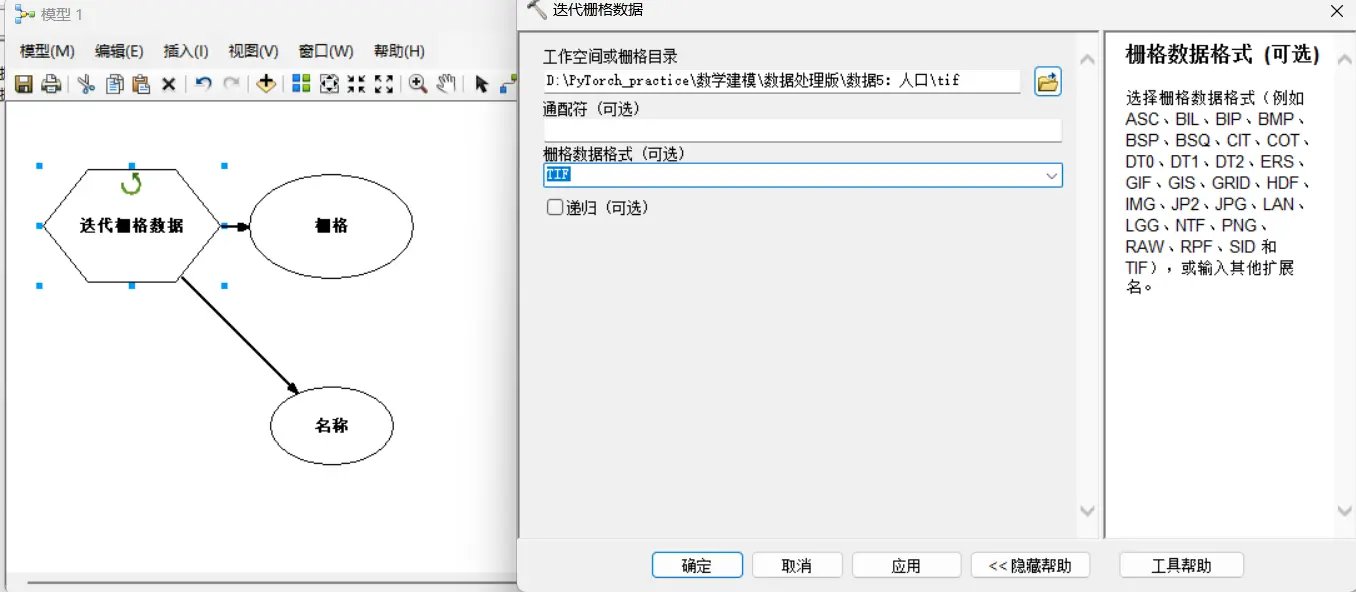 模型 1
模型(M) 编辑(E) 插入(I) 视图(V) 窗口(W) 帮助(H)
迭代栅格数据
栅格
名称
迭代栅格数据
工作空间或栅格目录
D:\PyTorch_practice\数学建模\数据处理版\数据5：人口\tif
通配符（可选）
栅格数据格式（可选）
TIF
递归（可选）
确定 取消 应用 << 隐藏帮助 工具帮助
栅格数据格式（可选）
选择栅格数据格式（例如
ASC、BIL、BIP、BMP、
BSP、BSQ、CIT、COT、
DT0、DT1、DT2、ERS、
GIF、GIS、GRID、HDF、
IMG、JP2、JPG、LAN、
LGG、NTF、PNG、
RAW、RPF、SID 和
TIF），或输入其他扩展
名。